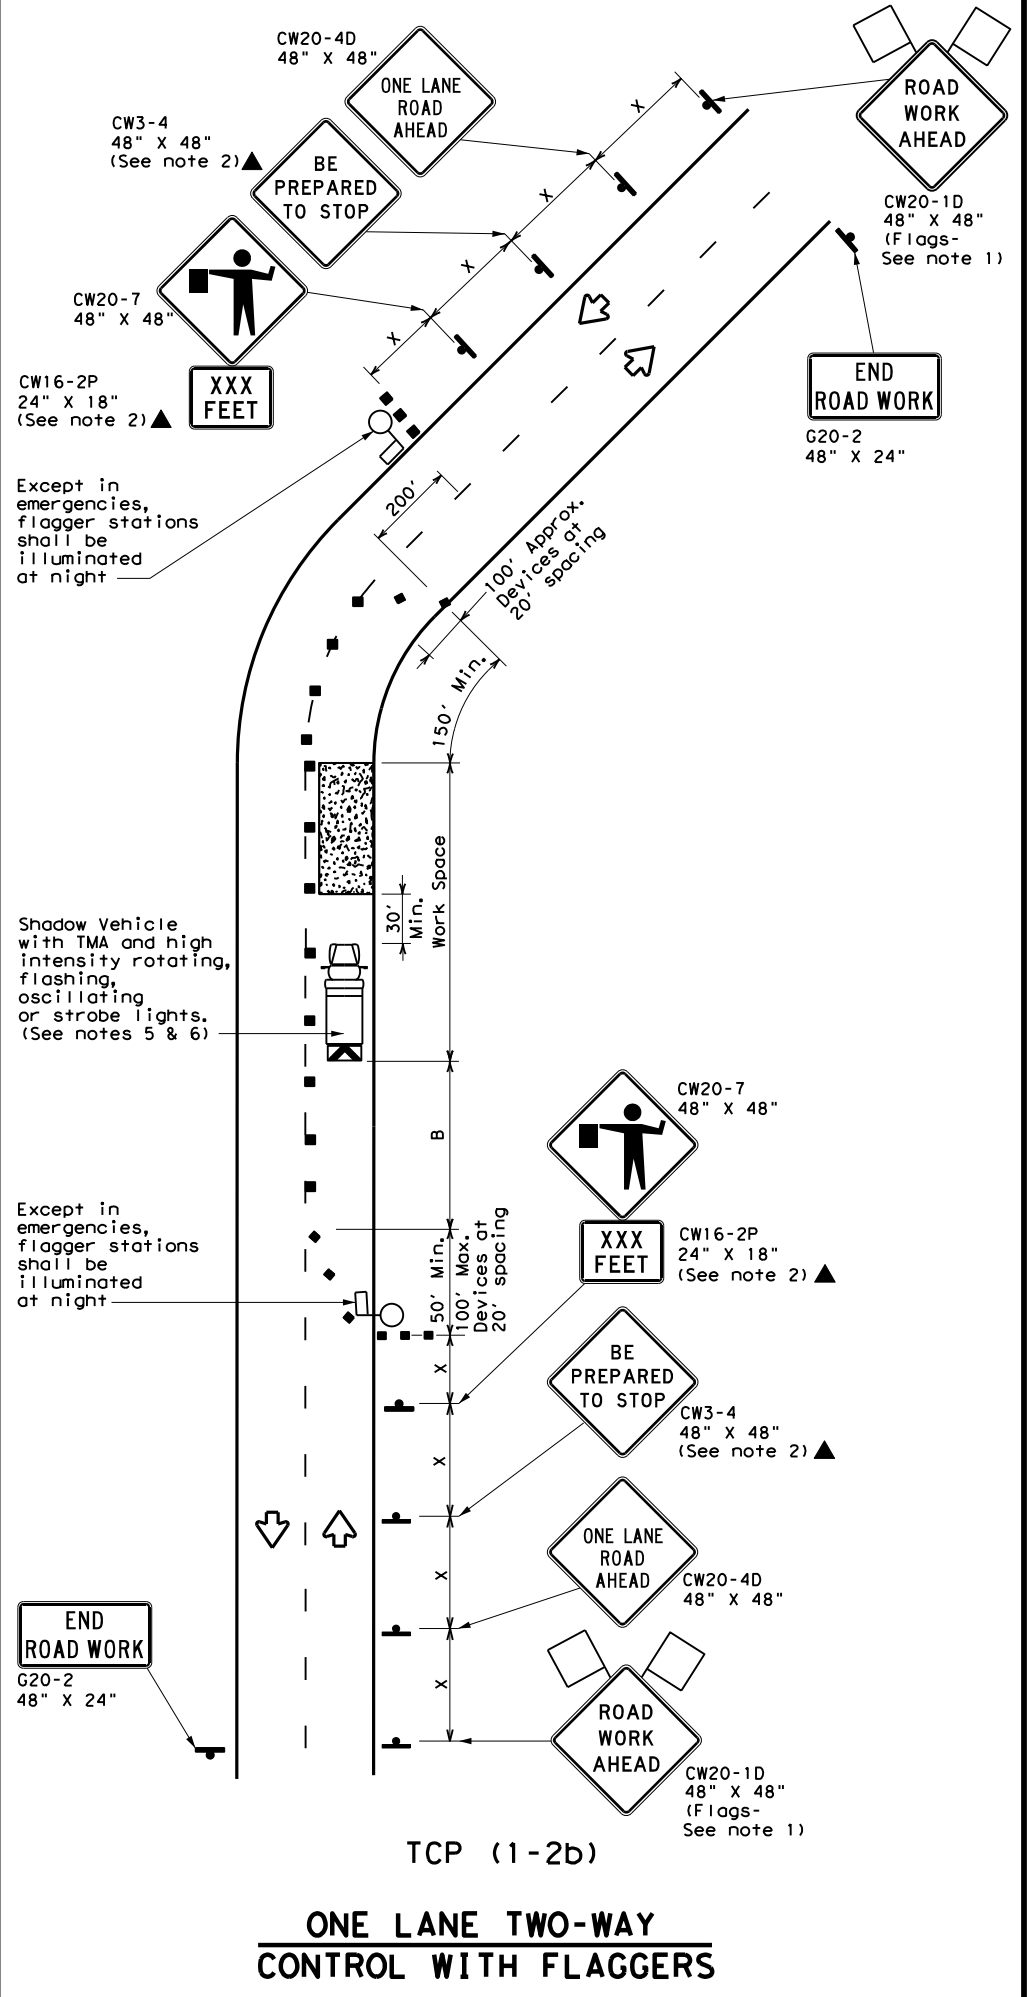 CW20-4D
48" X 48"
ONE LANE
ROAD
AHEAD
X
ROAD
WORK
AHEAD
CW20-1D
48" X 48"
(Flags-
See note 1)
CW3-4
48" X 48"
(See note 2)
BE
PREPARED
TO STOP
X
X
X
CW20-7
48" X 48"
CW16-2P
24" X 18"
(See note 2)
XXX
FEET
END
ROAD WORK
G20-2
48" X 24"
Except in
emergencies,
flagger stations
shall be
illuminated
at night
200'
100' Approx.
Devices at
20' spacing
150' Min.
Work Space
30'
Min.
Shadow Vehicle
with TMA and high
intensity rotating,
flashing,
oscillating
or strobe lights.
(See notes 5 & 6)
B
CW20-7
48" X 48"
XXX
FEET
CW16-2P
24" X 18"
(See note 2)
Except in
emergencies,
flagger stations
shall be
illuminated
at night
50' Min.
100' Max.
Devices at
20' spacing
X
BE
PREPARED
TO STOP
CW3-4
48" X 48"
(See note 2)
X
ONE LANE
ROAD
AHEAD
CW20-4D
48" X 48"
X
END
ROAD WORK
G20-2
48" X 24"
X
ROAD
WORK
AHEAD
CW20-1D
48" X 48"
(Flags-
See note 1)
TCP (1-2b)
ONE LANE TWO-WAY
CONTROL WITH FLAGGERS